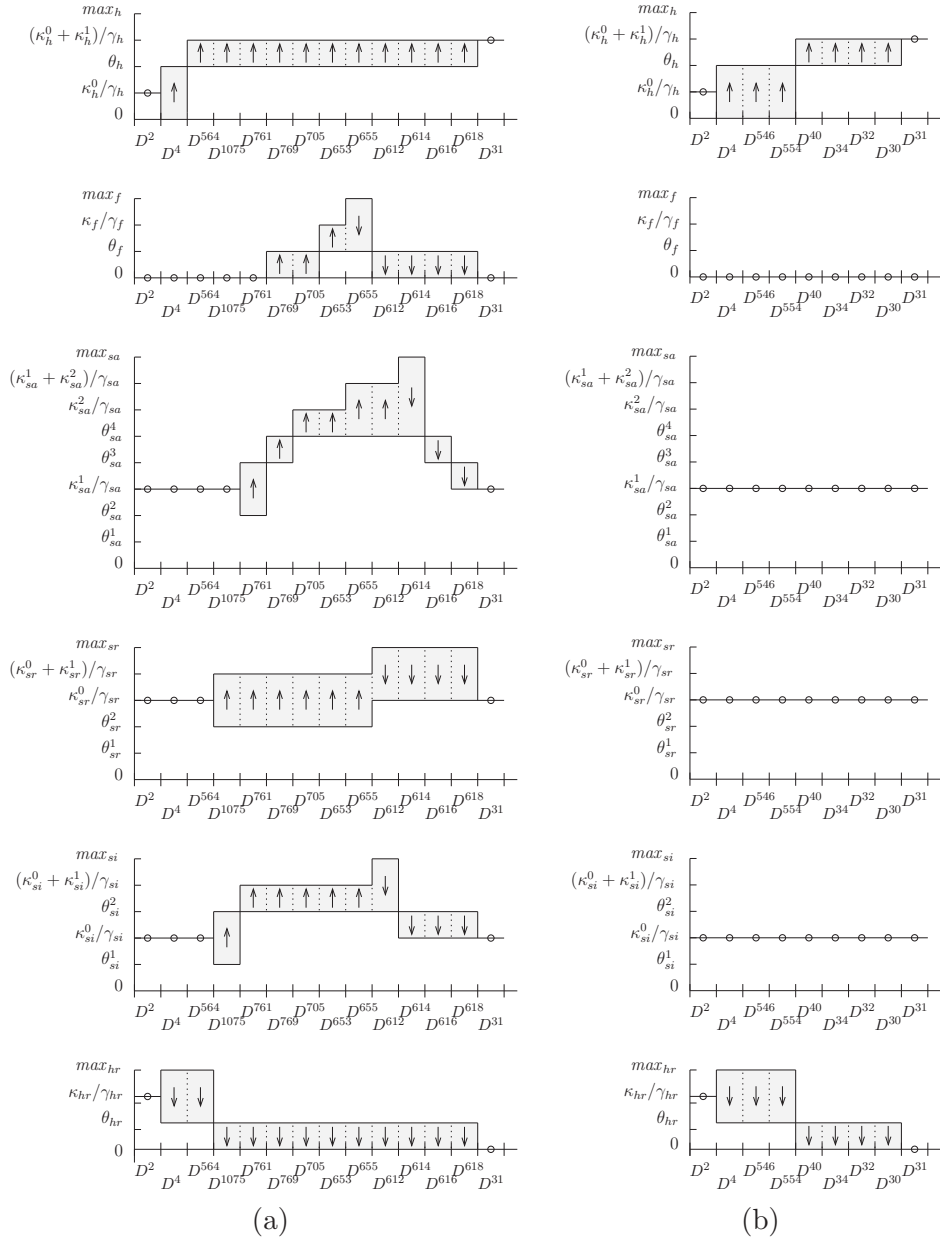 max_h
(κ_h^0 + κ_h^1)/γ_h
θ_h
κ_h^0/γ_h
0
D^2 D^564 D^761 D^705 D^655 D^614 D^618
D^4 D^1075 D^769 D^653 D^612 D^616 D^31
max_f
κ_f/γ_f
θ_f
0
D^2 D^564 D^761 D^705 D^655 D^614 D^618
D^4 D^1075 D^769 D^653 D^612 D^616 D^31
max_sa
(κ_sa^1 + κ_sa^2)/γ_sa
κ_sa^2/γ_sa
θ_sa^4
θ_sa^3
κ_sa^1/γ_sa
θ_sa^2
θ_sa^1
0
D^2 D^564 D^761 D^705 D^655 D^614 D^618
D^4 D^1075 D^769 D^653 D^612 D^616 D^31
max_sr
(κ_sr^0 + κ_sr^1)/γ_sr
κ_sr^0/γ_sr
θ_sr^2
θ_sr^1
0
D^2 D^564 D^761 D^705 D^655 D^614 D^618
D^4 D^1075 D^769 D^653 D^612 D^616 D^31
max_si
(κ_si^0 + κ_si^1)/γ_si
θ_si^2
κ_si^0/γ_si
θ_si^1
0
D^2 D^564 D^761 D^705 D^655 D^614 D^618
D^4 D^1075 D^769 D^653 D^612 D^616 D^31
max_hr
κ_hr/γ_hr
θ_hr
0
D^2 D^564 D^761 D^705 D^655 D^614 D^618
D^4 D^1075 D^769 D^653 D^612 D^616 D^31
(a)
max_h
(κ_h^0 + κ_h^1)/γ_h
θ_h
κ_h^0/γ_h
0
D^2 D^546 D^40 D^32 D^31
D^4 D^554 D^34 D^30
max_f
κ_f/γ_f
θ_f
0
D^2 D^546 D^40 D^32 D^31
D^4 D^554 D^34 D^30
max_sa
(κ_sa^1 + κ_sa^2)/γ_sa
κ_sa^2/γ_sa
θ_sa^4
θ_sa^3
κ_sa^1/γ_sa
θ_sa^2
θ_sa^1
0
D^2 D^546 D^40 D^32 D^31
D^4 D^554 D^34 D^30
max_sr
(κ_sr^0 + κ_sr^1)/γ_sr
κ_sr^0/γ_sr
θ_sr^2
θ_sr^1
0
D^2 D^546 D^40 D^32 D^31
D^4 D^554 D^34 D^30
max_si
(κ_si^0 + κ_si^1)/γ_si
θ_si^2
κ_si^0/γ_si
θ_si^1
0
D^2 D^546 D^40 D^32 D^31
D^4 D^554 D^34 D^30
max_hr
κ_hr/γ_hr
θ_hr
0
D^2 D^546 D^40 D^32 D^31
D^4 D^554 D^34 D^30
(b)